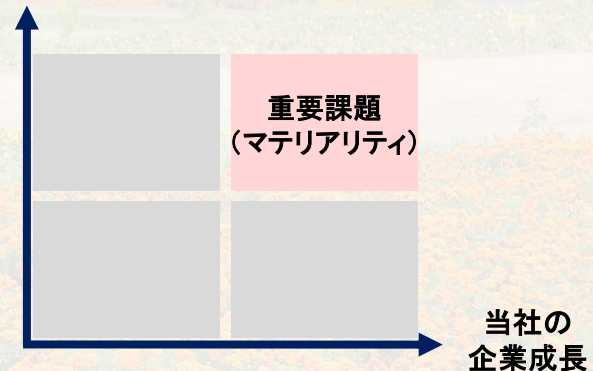 重要課題
（マテリアリティ）
当社の
企業成長